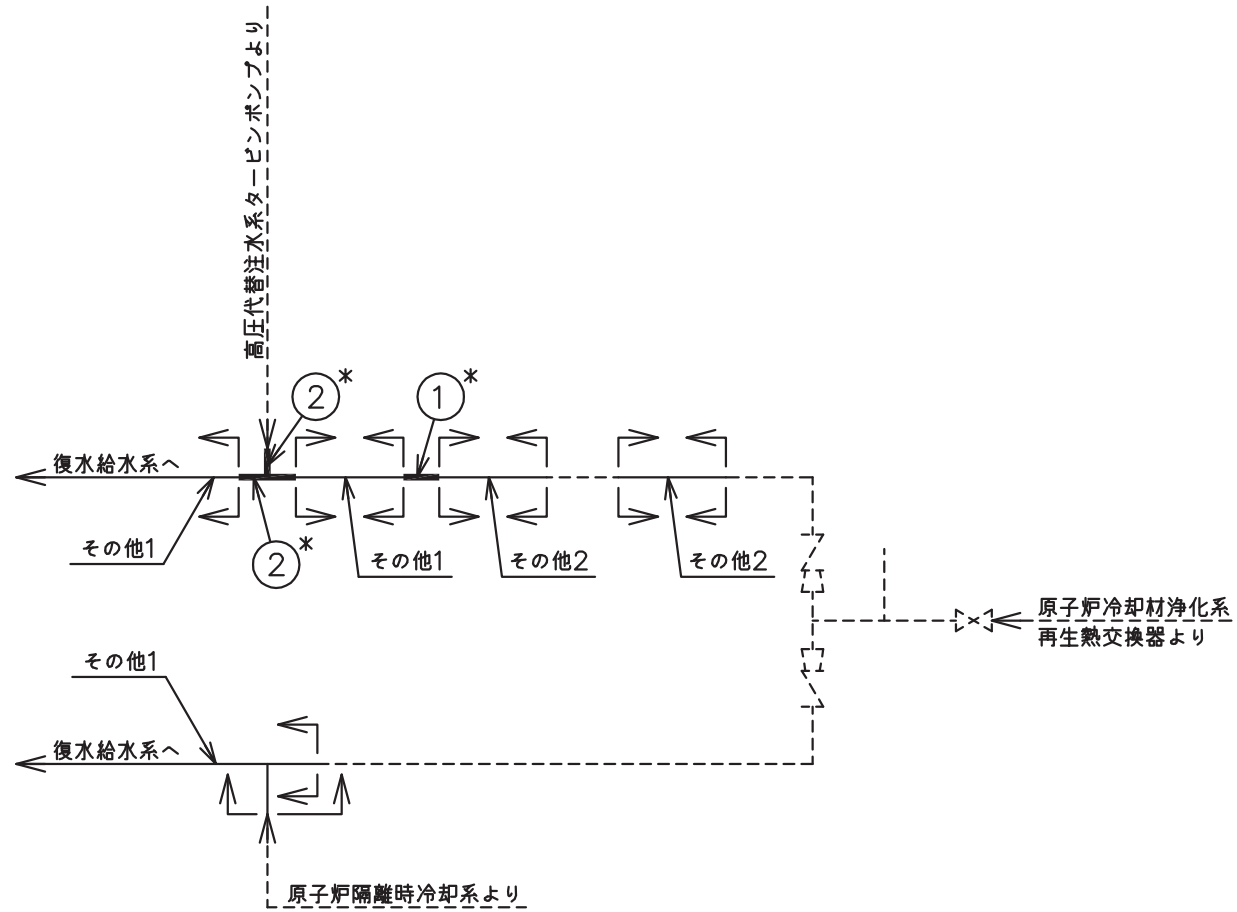 高圧代替注水系タービンポンプより
②*
①*
復水給水系へ
その他1
②*
その他1
その他2
その他2
原子炉冷却材浄化系
再生熱交換器より
その他1
復水給水系へ
原子炉隔離時冷却系より